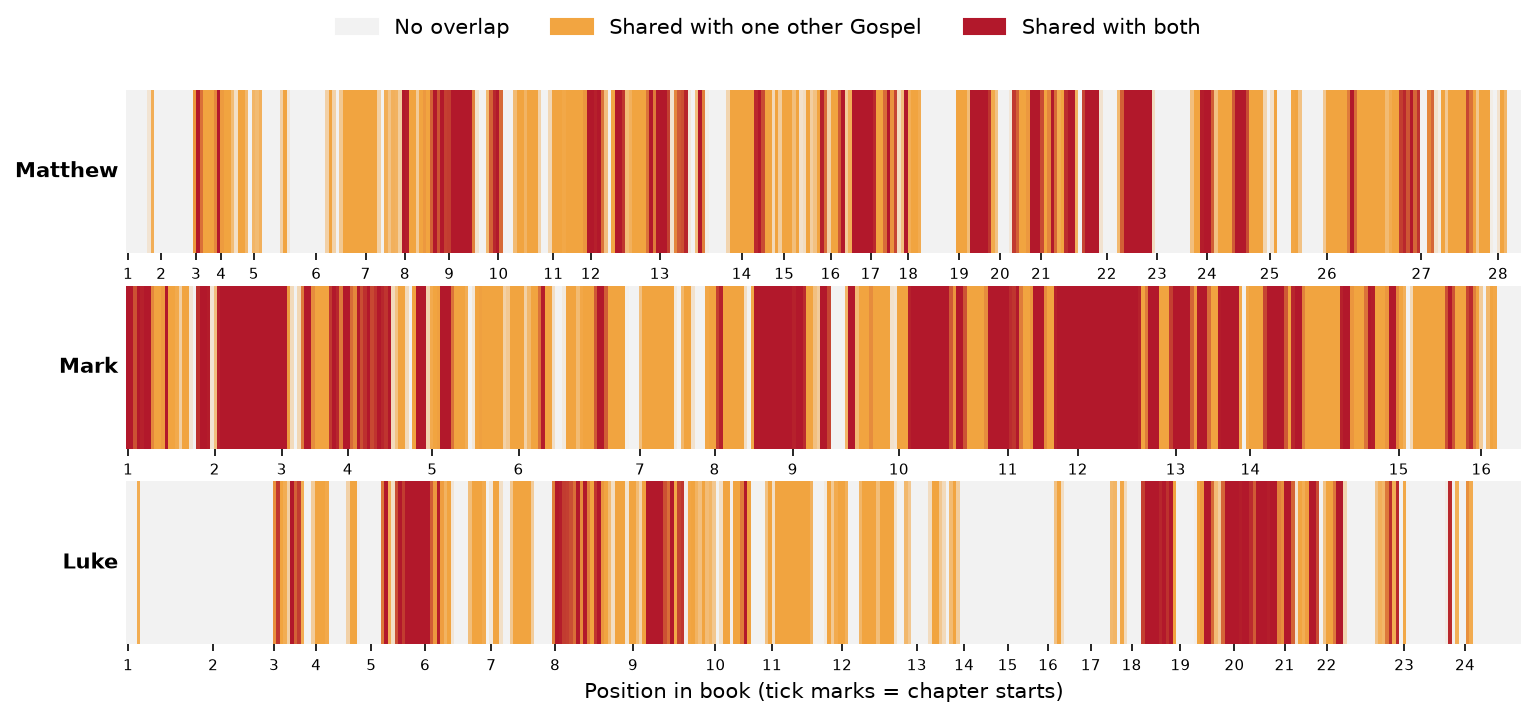 No overlap Shared with one other Gospel Shared with both
Matthew
1 2 3 4 5 6 7 8 9 10 11 12 13 14 15 16 17 18 19 20 21 22 23 24 25 26 27 28
Mark
1 2 3 4 5 6 7 8 9 10 11 12 13 14 15 16
Luke
1 2 3 4 5 6 7 8 9 10 11 12 13 14 15 16 17 18 19 20 21 22 23 24
Position in book (tick marks = chapter starts)